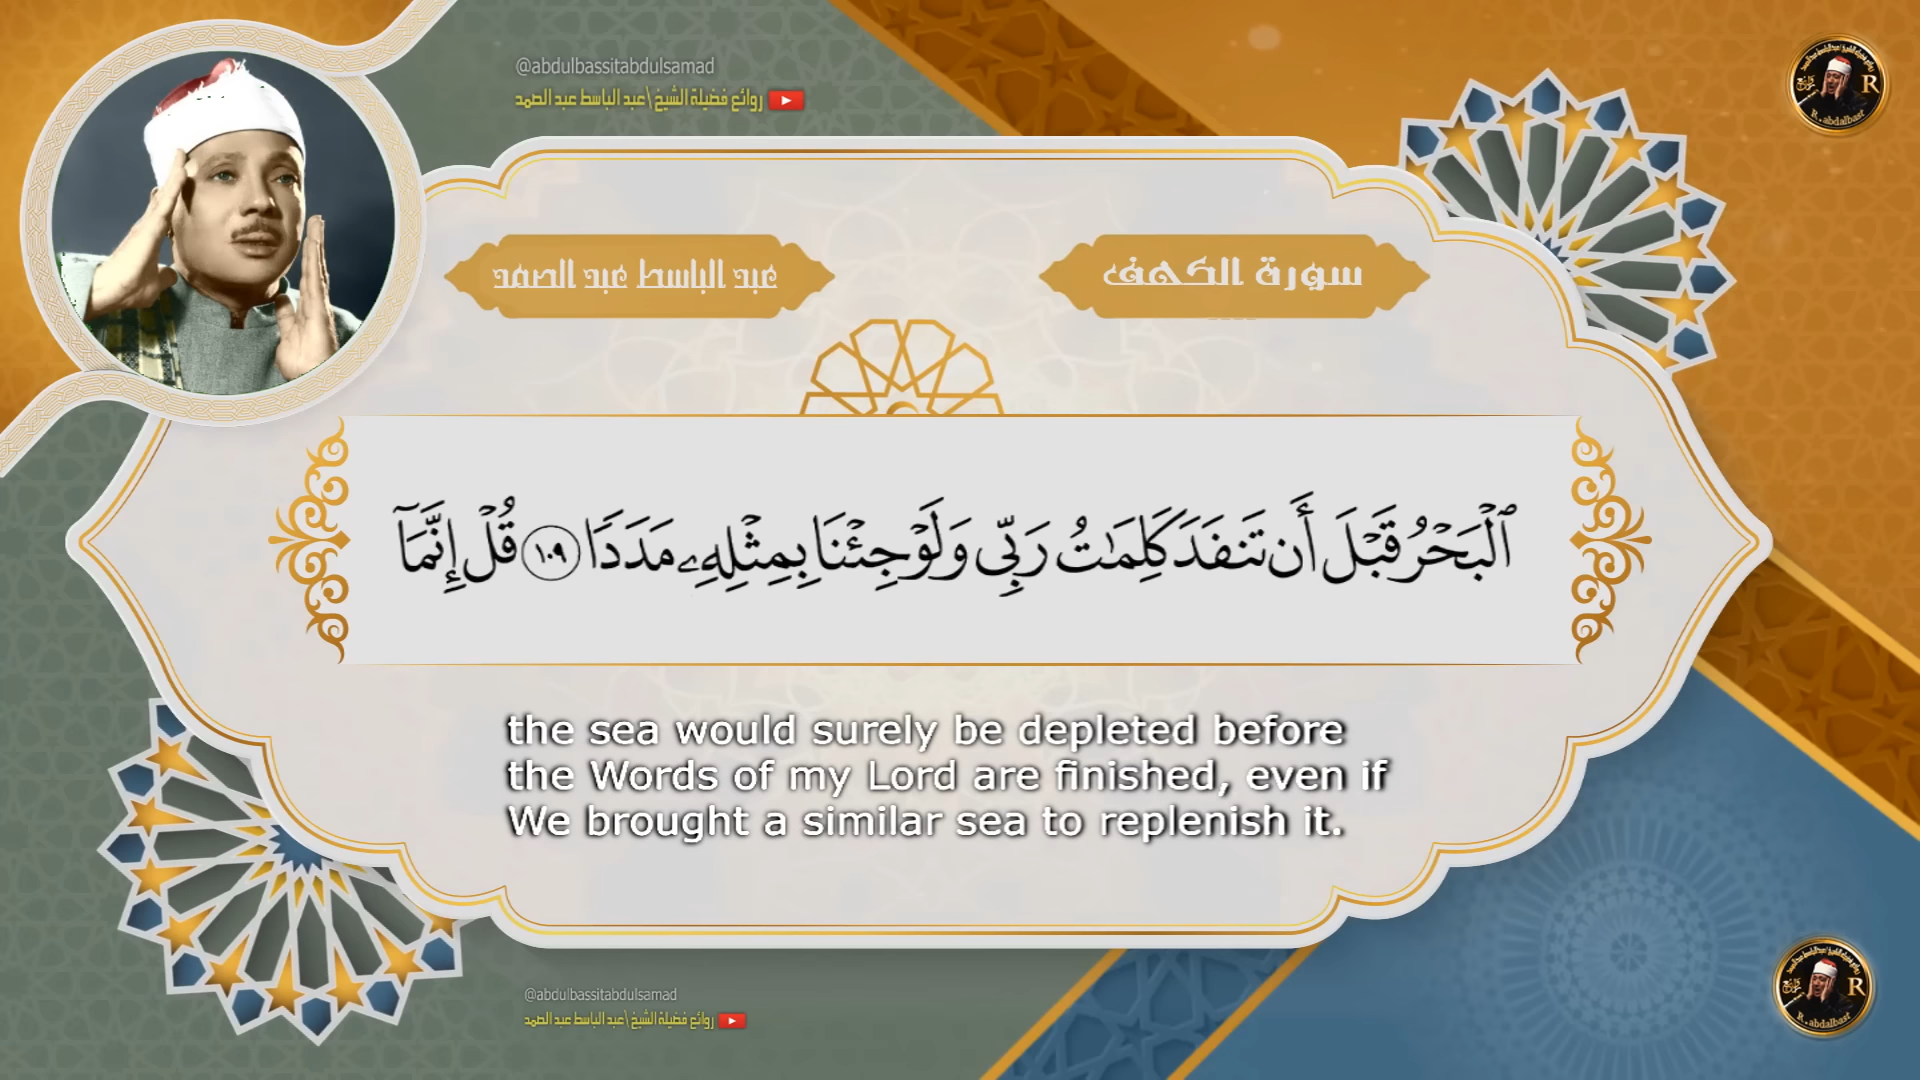 @abdulbassitabdulsamad
روائع فضيلة الشيخ \ عبد الباسط عبد الصمد
عبد الباسط عبد الصمد
سورة الكهف
ٱلْبَحْرُ قَبْلَ أَن تَنفَدَ كَلِمَٰتُ رَبِّى وَلَوْ جِئْنَا بِمِثْلِهِۦ مَدَدًا ١٠٩ قُلْ إِنَّمَآ
the sea would surely be depleted before
the Words of my Lord are finished, even if
We brought a similar sea to replenish it.
@abdulbassitabdulsamad
روائع فضيلة الشيخ \ عبد الباسط عبد الصمد
R
R.abdalbast
R
R.abdalbast